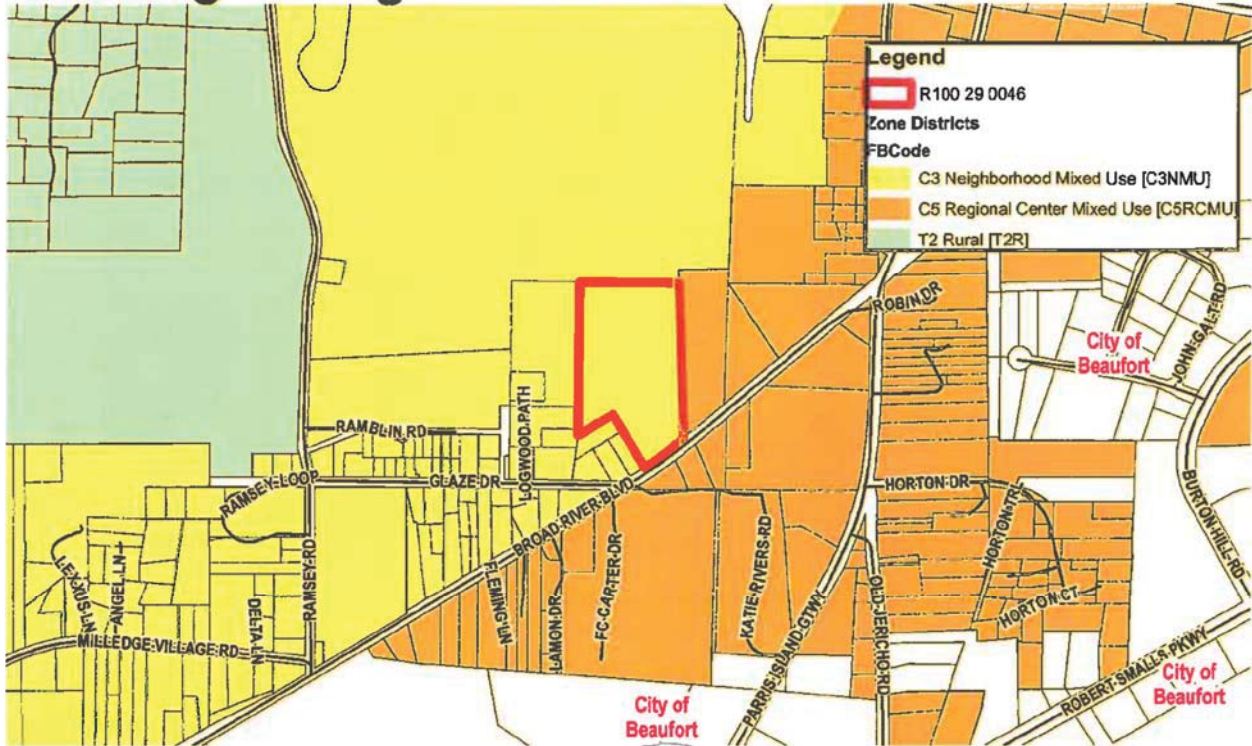 Legend
R100 29 0046
Zone Districts
FBCode
C3 Neighborhood Mixed Use [C3NMU]
C5 Regional Center Mixed Use [C5RCMU]
T2 Rural [T2R]
ROBIN DR
City of
Beaufort
JOHN GALT RD
RAMBLIN RD
LOGWOOD PATH
RAMSEY LOOP
GLAZE DR
BROAD RIVER BLVD
HORTON DR
HORTON TRL
BURTON HILL RD
LEXXUS LN
ANGEL LN
DELTA LN
RAMSEY RD
FLEMING LN
LAMON DR
FC CARTER DR
KATIE RIVERS RD
OLD JERICHO RD
HORTON CT
MILLEDGE VILLAGE RD
PARRIS ISLAND GTWY
ROBERT SMALLS PKWY
City of
Beaufort
City of
Beaufort